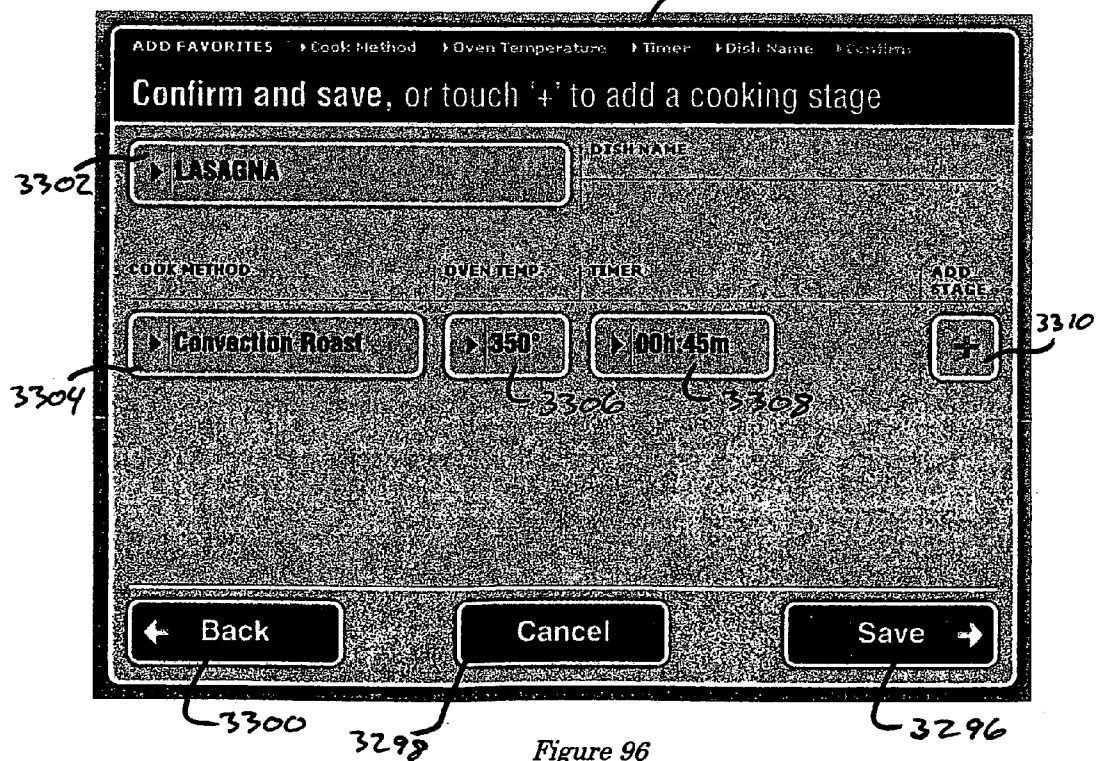 ADD FAVORITES ▸Cook Method ▸Oven Temperature ▸Timer ▸Dish Name ▸Confirm
Confirm and save, or touch '+' to add a cooking stage
DISH NAME
3302 ▸ LASAGNA
COOK METHOD OVEN TEMP. TIMER ADD STAGE
▸ Convection Roast ▸ 350° ▸ 00h:45m + 3310
3304 3306 3308
← Back Cancel Save →
3300 3298 3296
Figure 96